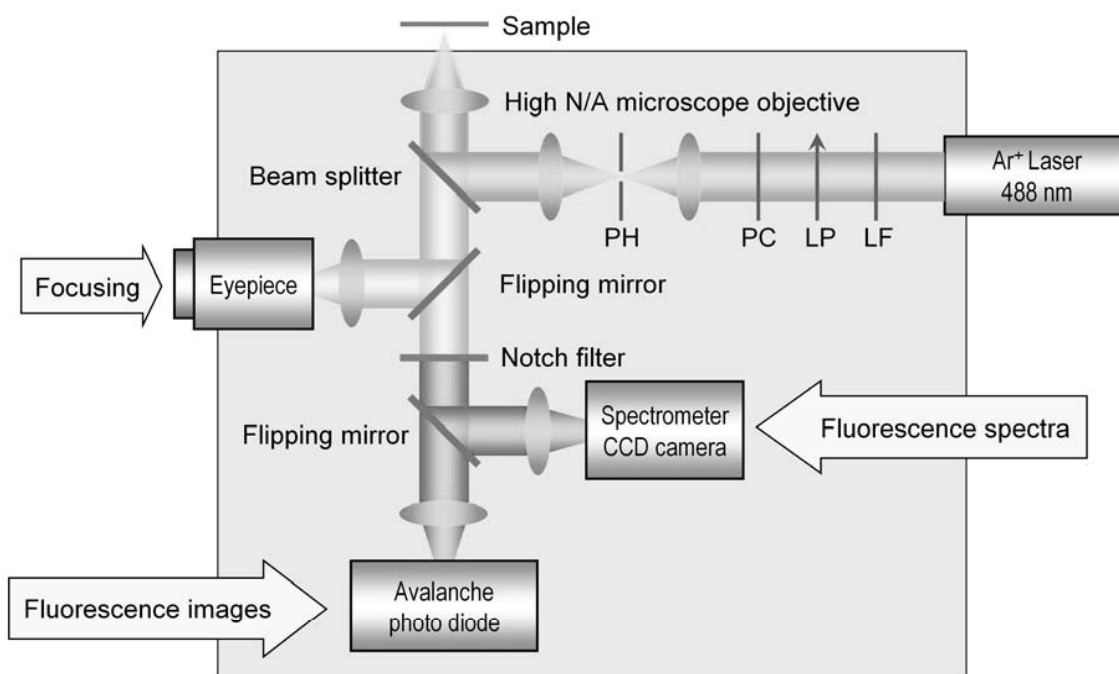 Sample
High N/A microscope objective
Beam splitter
Ar⁺ Laser
488 nm
PH
PC
LP
LF
Focusing
Eyepiece
Flipping mirror
Notch filter
Flipping mirror
Spectrometer
CCD camera
Fluorescence spectra
Fluorescence images
Avalanche
photo diode